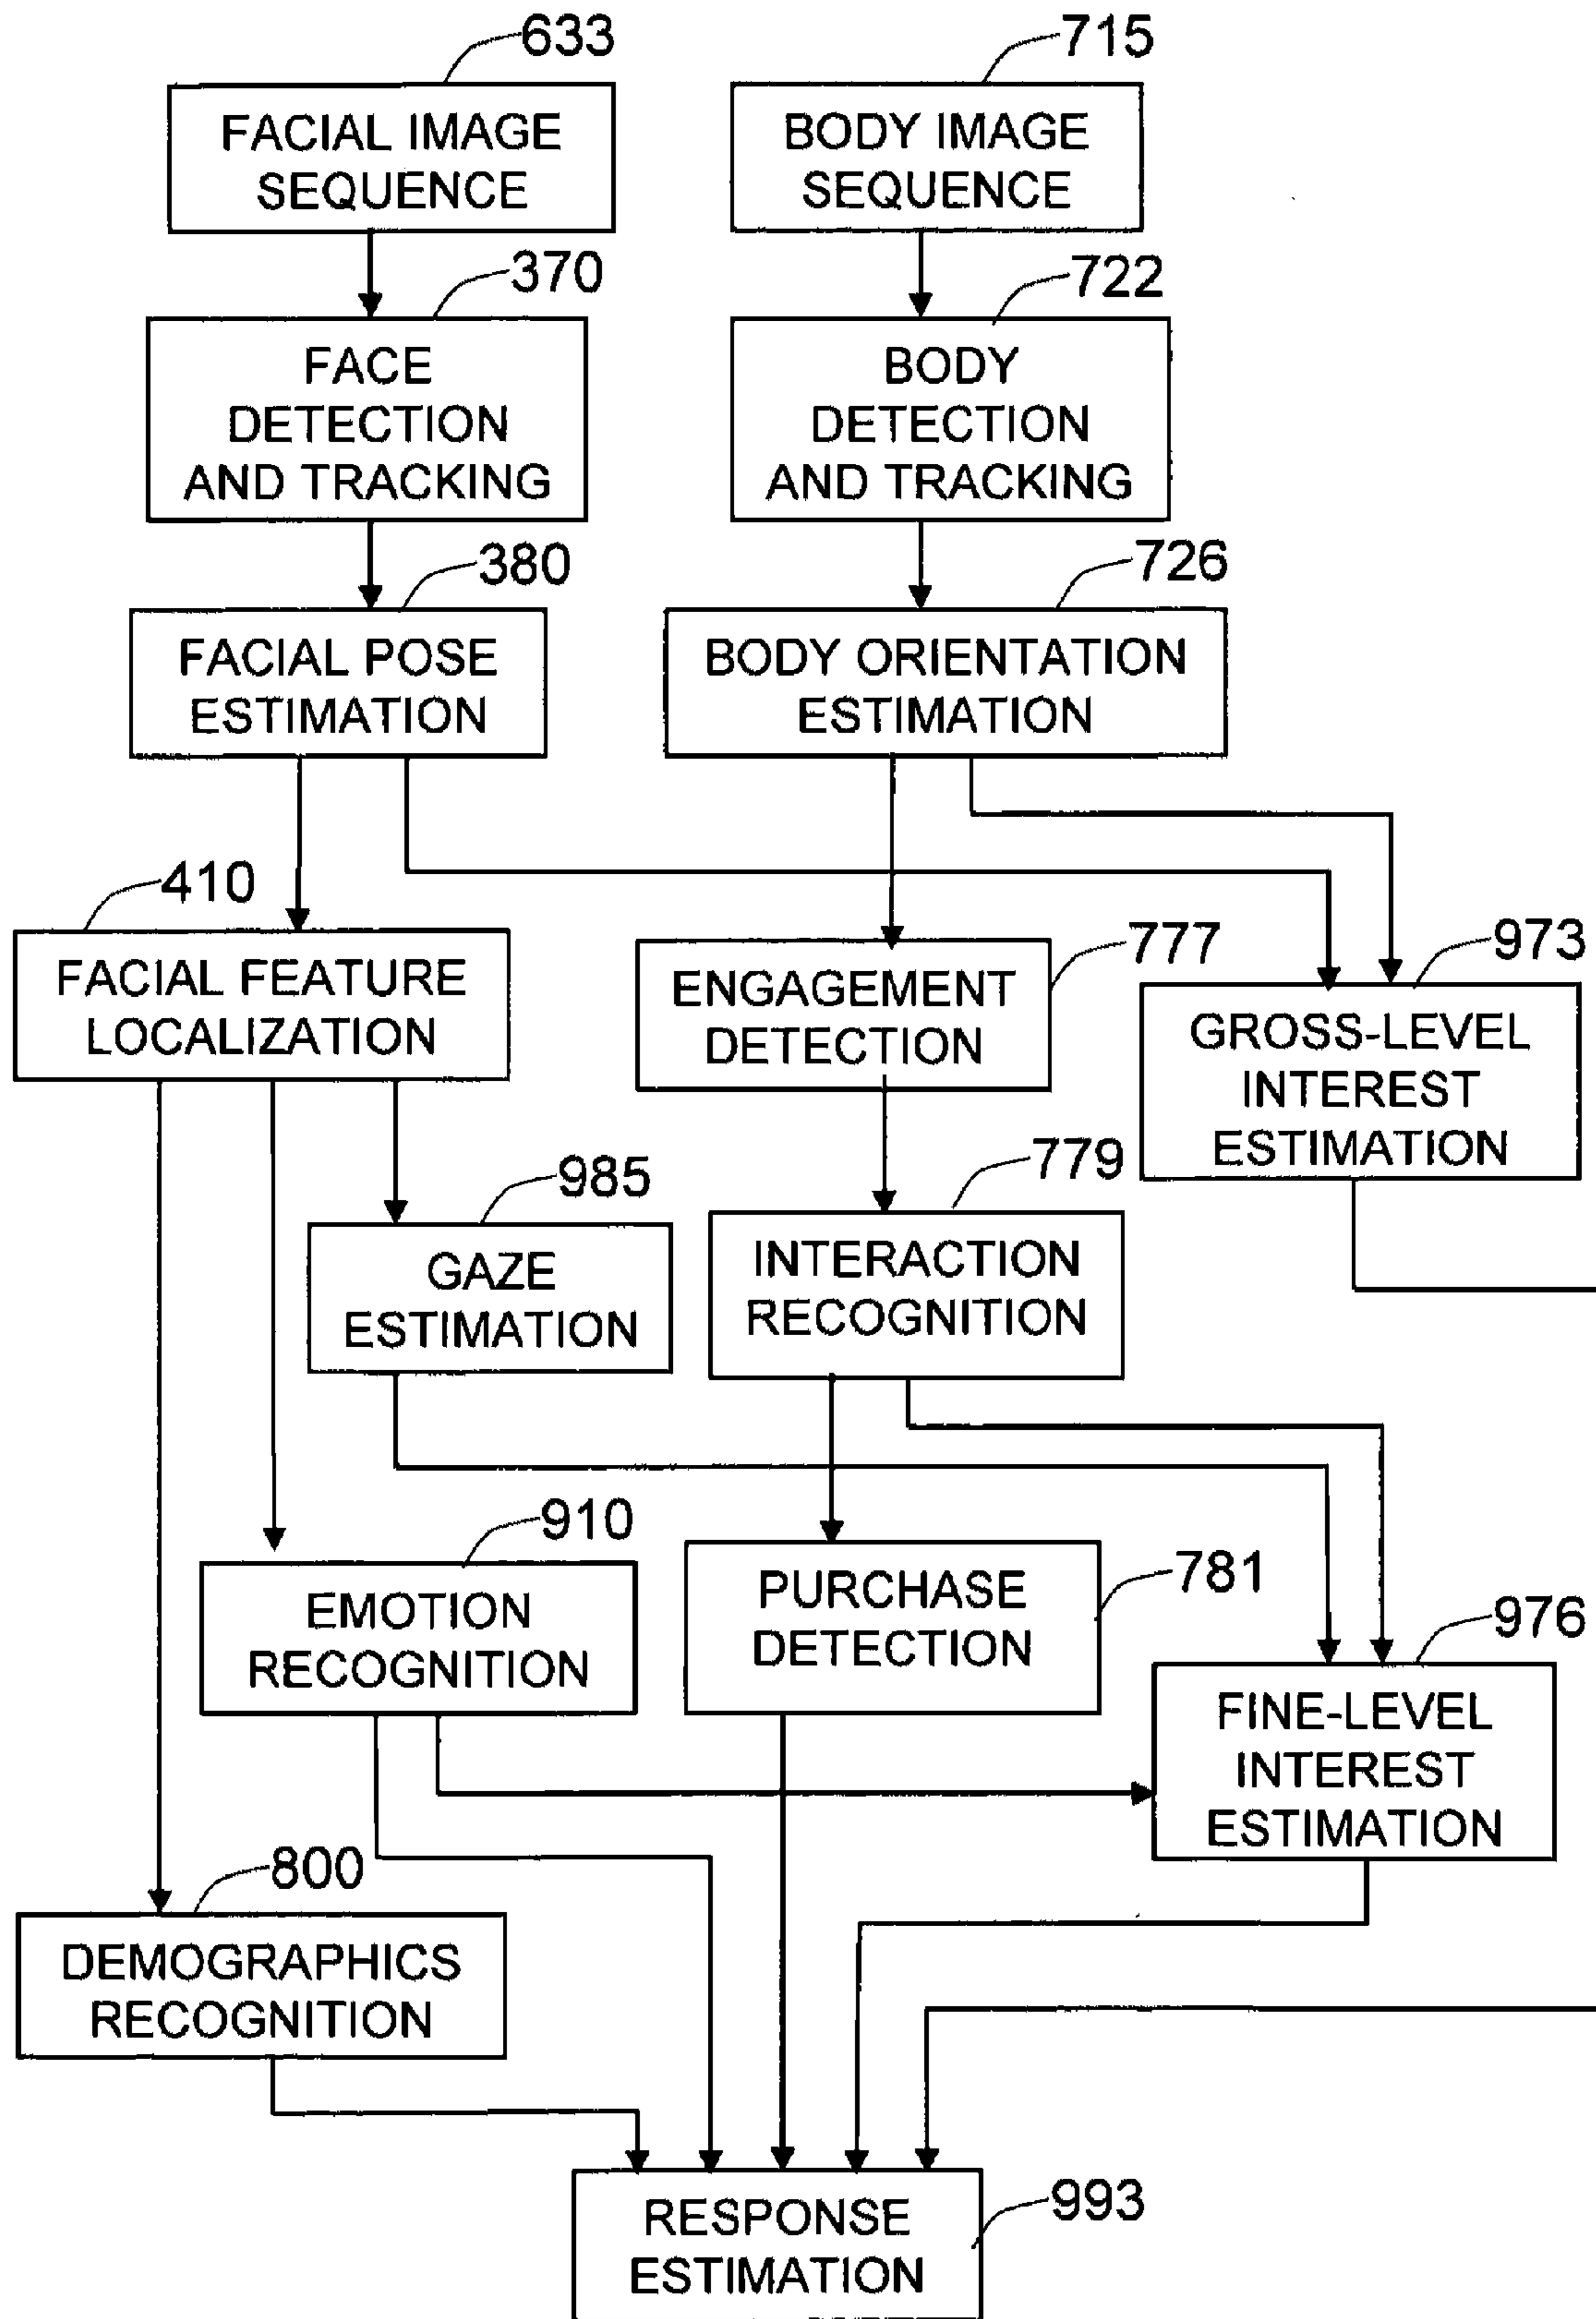 633
715
FACIAL IMAGE
SEQUENCE
BODY IMAGE
SEQUENCE
370
722
FACE
DETECTION
AND TRACKING
BODY
DETECTION
AND TRACKING
380
726
FACIAL POSE
ESTIMATION
BODY ORIENTATION
ESTIMATION
410
777
973
FACIAL FEATURE
LOCALIZATION
ENGAGEMENT
DETECTION
GROSS-LEVEL
INTEREST
ESTIMATION
985
779
GAZE
ESTIMATION
INTERACTION
RECOGNITION
910
781
976
EMOTION
RECOGNITION
PURCHASE
DETECTION
FINE-LEVEL
INTEREST
ESTIMATION
800
DEMOGRAPHICS
RECOGNITION
993
RESPONSE
ESTIMATION